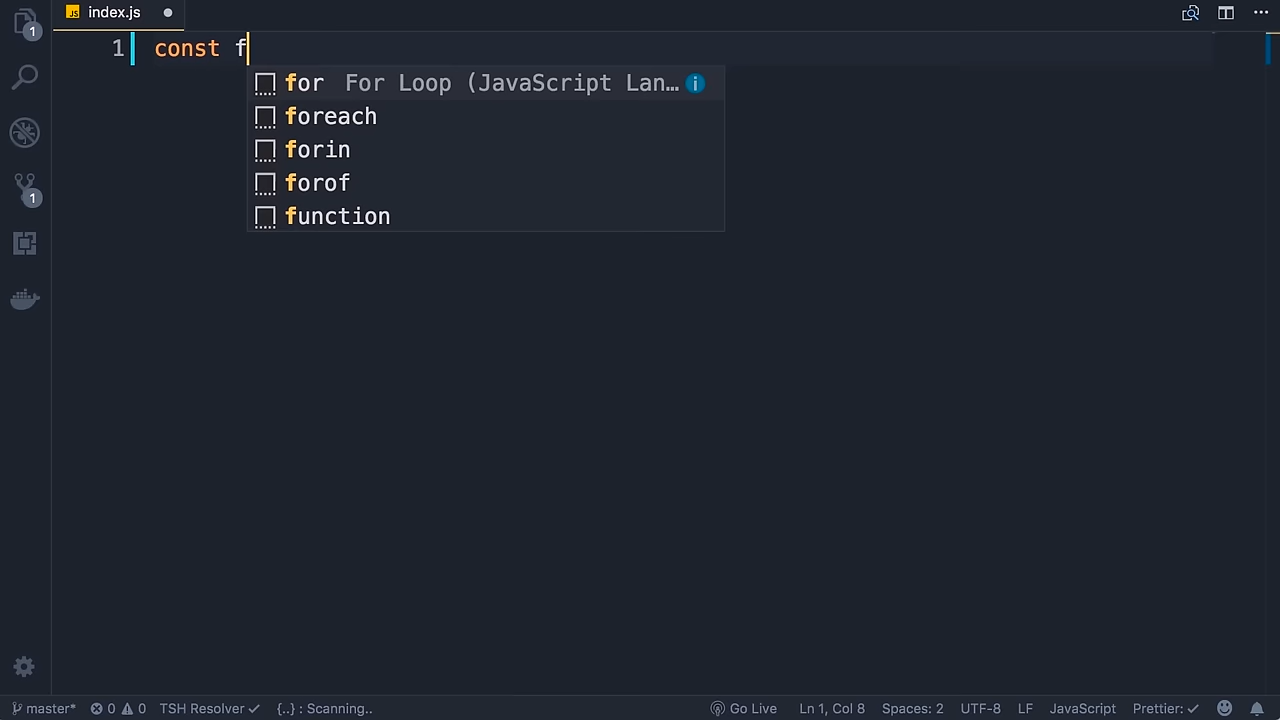 JS index.js
1
1 const f
for For Loop (JavaScript Lan…
foreach
forin
forof
function
1
master* 0 0 TSH Resolver {..} : Scanning.. Go Live Ln 1, Col 8 Spaces: 2 UTF-8 LF JavaScript Prettier: